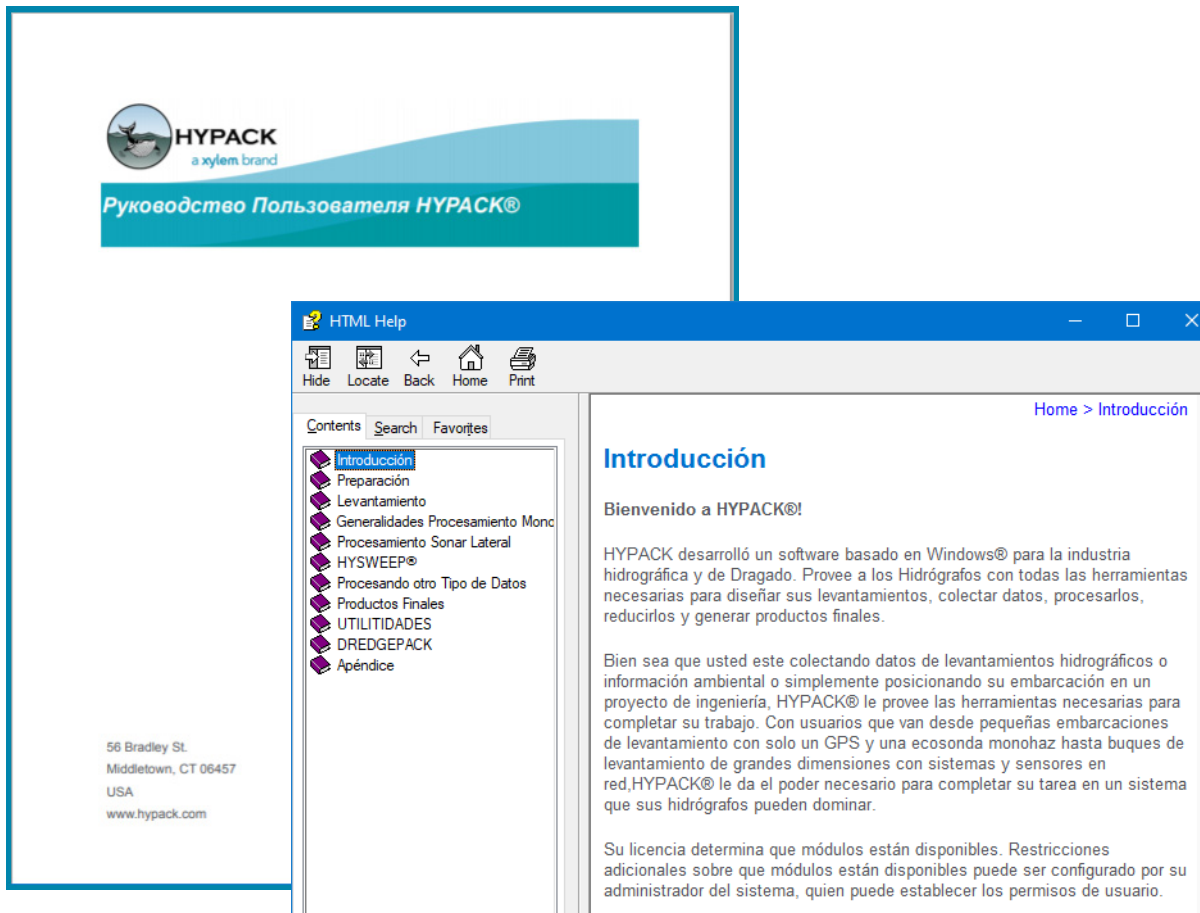 HYPACK
a xylem brand
Руководство Пользователя HYPACK®
56 Bradley St.
Middletown, CT 06457
USA
www.hypack.com
HTML Help
Hide Locate Back Home Print
Contents Search Favorites
Introducción
Preparación
Levantamiento
Generalidades Procesamiento Mono
Procesamiento Sonar Lateral
HYSWEEP®
Procesando otro Tipo de Datos
Productos Finales
UTILITIDADES
DREDGEPACK
Apéndice
Home > Introducción
Introducción
Bienvenido a HYPACK®!
HYPACK desarrolló un software basado en Windows® para la industria
hidrográfica y de Dragado. Provee a los Hidrógrafos con todas las herramientas
necesarias para diseñar sus levantamientos, colectar datos, procesarlos,
reducirlos y generar productos finales.
Bien sea que usted este colectando datos de levantamientos hidrográficos o
información ambiental o simplemente posicionando su embarcación en un
proyecto de ingeniería, HYPACK® le provee las herramientas necesarias para
completar su trabajo. Con usuarios que van desde pequeñas embarcaciones
de levantamiento con solo un GPS y una ecosonda monohaz hasta buques de
levantamiento de grandes dimensiones con sistemas y sensores en
red,HYPACK® le da el poder necesario para completar su tarea en un sistema
que sus hidrógrafos pueden dominar.
Su licencia determina que módulos están disponibles. Restricciones
adicionales sobre que módulos están disponibles puede ser configurado por su
administrador del sistema, quien puede establecer los permisos de usuario.